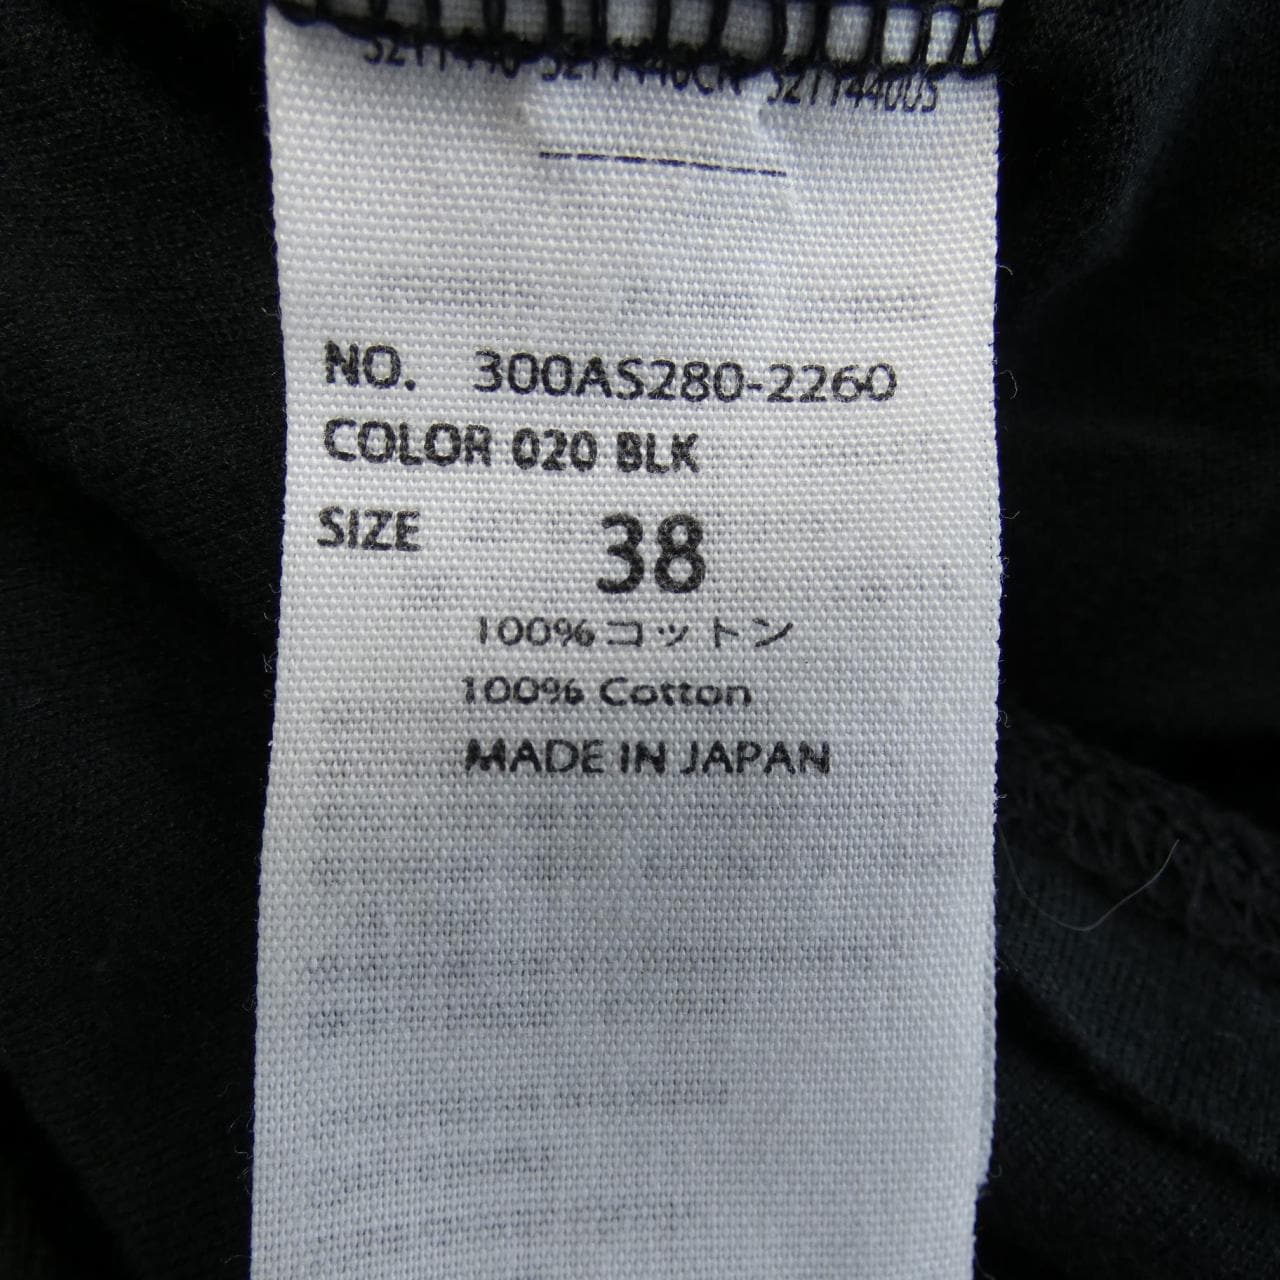 NO. 300AS280-2260
COLOR 020 BLK
SIZE 38
100%コットン
100% Cotton
MADE IN JAPAN